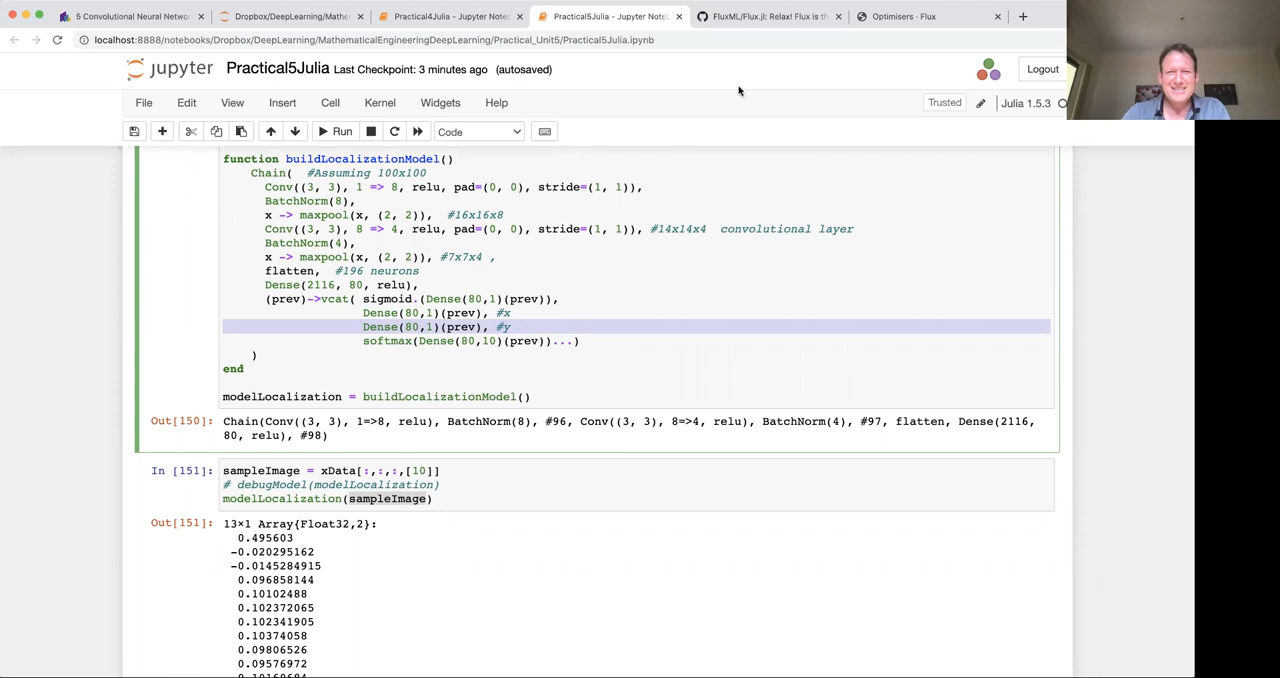 5 Convolutional Neural Netwo
Dropbox/DeepLearning/Mathe
Practical4Julia - Jupyter Note
Practical5Julia - Jupyter Note
FluxML/Flux.jl: Relax! Flux is th
Optimisers · Flux
localhost:8888/notebooks/Dropbox/DeepLearning/MathematicalEngineeringDeepLearning/Practical_Unit5/Practical5Julia.ipynb
jupyter Practical5Julia Last Checkpoint: 3 minutes ago (autosaved)
Logout
File Edit View Insert Cell Kernel Widgets Help
Trusted
Julia 1.5.3
Run
Code
function buildLocalizationModel()
Chain( #Assuming 100x100
Conv((3, 3), 1 => 8, relu, pad=(0, 0), stride=(1, 1)),
BatchNorm(8),
x -> maxpool(x, (2, 2)), #16x16x8
Conv((3, 3), 8 => 4, relu, pad=(0, 0), stride=(1, 1)), #14x14x4 convolutional layer
BatchNorm(4),
x -> maxpool(x, (2, 2)), #7x7x4 ,
flatten, #196 neurons
Dense(2116, 80, relu),
(prev)->vcat( sigmoid.(Dense(80,1)(prev)),
Dense(80,1)(prev), #x
Dense(80,1)(prev), #y
softmax(Dense(80,10)(prev))...)
)
end
modelLocalization = buildLocalizationModel()
Out[150]: Chain(Conv((3, 3), 1=>8, relu), BatchNorm(8), #96, Conv((3, 3), 8=>4, relu), BatchNorm(4), #97, flatten, Dense(2116,
80, relu), #98)
In [151]: sampleImage = xData[:,:,:,[10]]
# debugModel(modelLocalization)
modelLocalization(sampleImage)
Out[151]: 13×1 Array{Float32,2}:
0.495603
-0.020295162
-0.0145284915
0.096858144
0.10102488
0.102372065
0.102341905
0.10374058
0.09806526
0.09576972